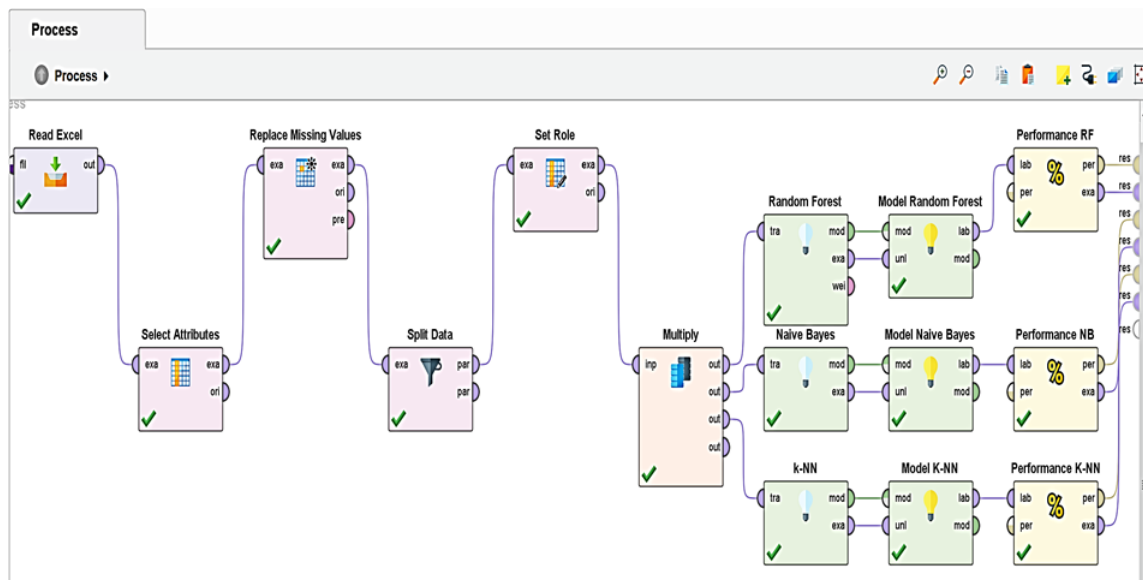 Process
Process
ess
Read Excel
fil out
Select Attributes
exa exa
ori
Replace Missing Values
exa exa
ori
pre
Split Data
exa par
par
Set Role
exa exa
ori
Multiply
inp out
out
out
out
Random Forest
tra mod
exa
wei
Model Random Forest
mod lab
unl mod
Performance RF
lab % per
per exa
Naive Bayes
tra mod
exa
Model Naive Bayes
mod lab
unl mod
Performance NB
lab % per
per exa
k-NN
tra mod
exa
Model K-NN
mod lab
unl mod
Performance K-NN
lab % per
per exa
res
res
res
res
res
res
res